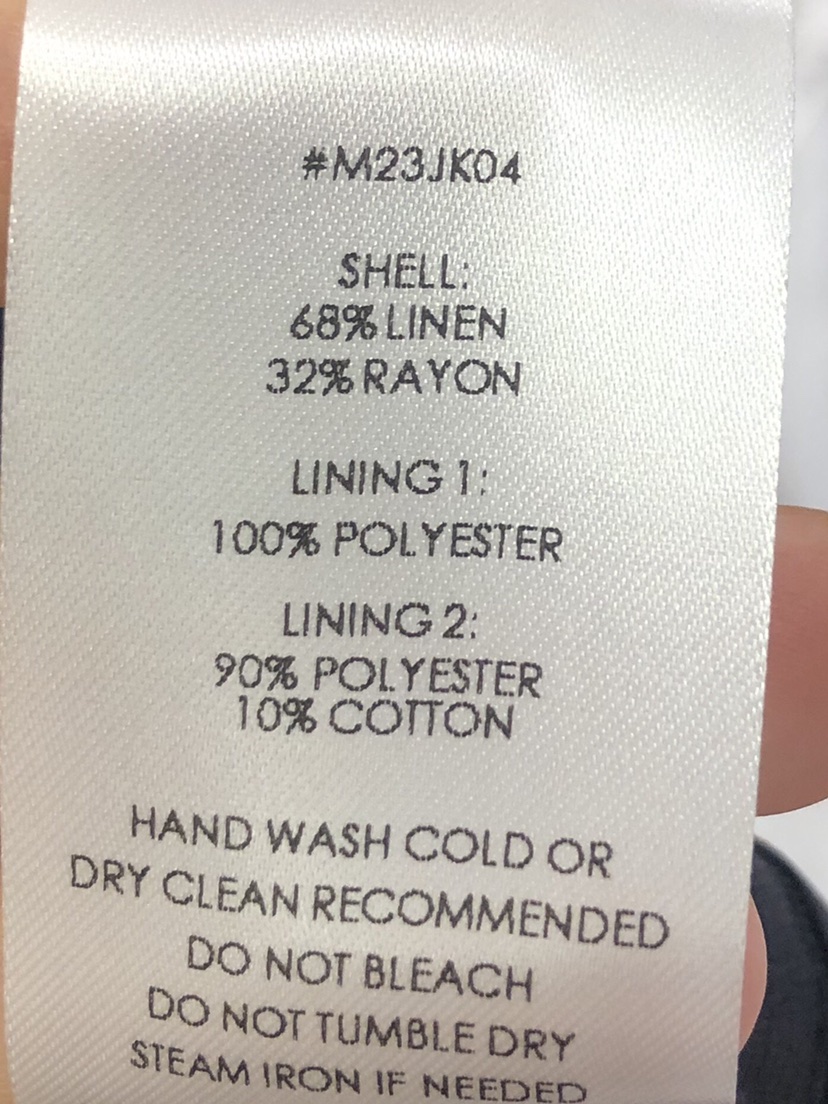 #M23JK04
SHELL:
68% LINEN
32% RAYON
LINING 1:
100% POLYESTER
LINING 2:
90% POLYESTER
10% COTTON
HAND WASH COLD OR
DRY CLEAN RECOMMENDED
DO NOT BLEACH
DO NOT TUMBLE DRY
STEAM IRON IF NEEDED